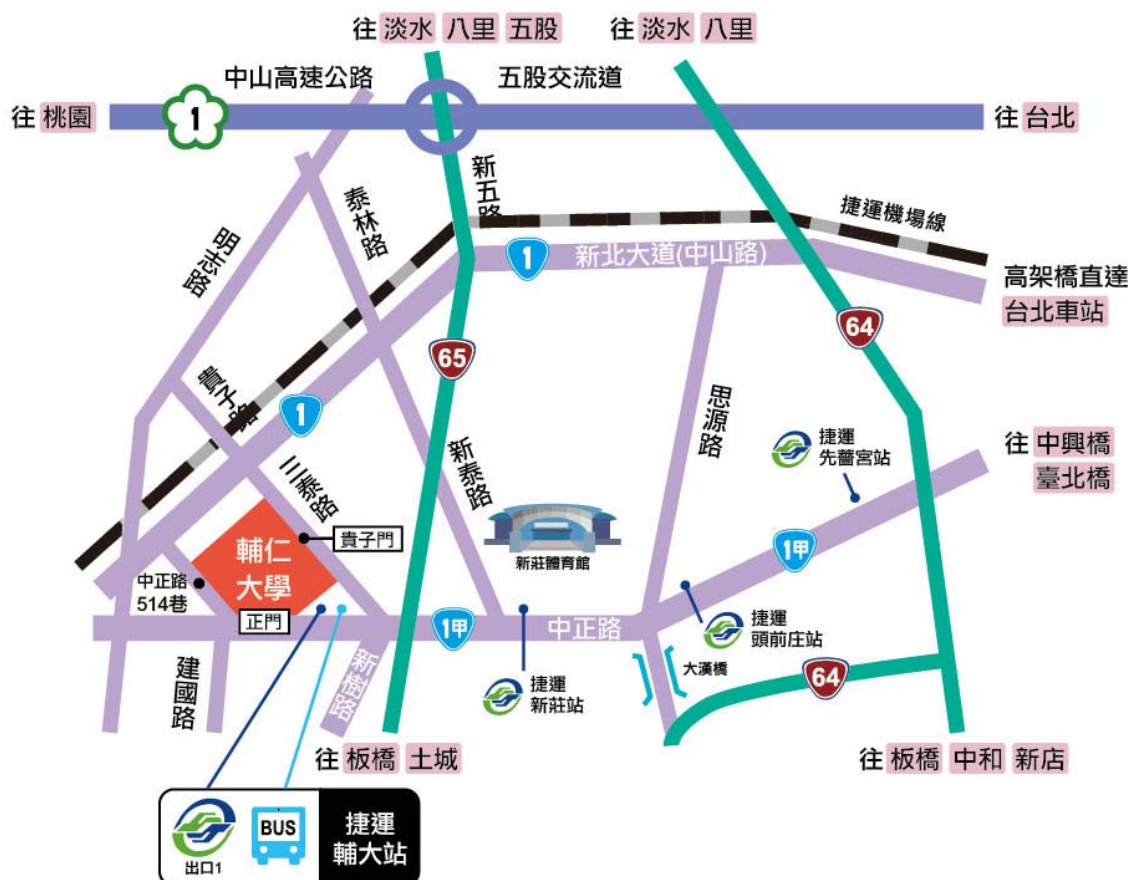 往 淡水 八里 五股
往 淡水 八里
中山高速公路
五股交流道
往 桃園
1
往 台北
新五路
泰林路
明志路
捷運機場線
1
新北大道(中山路)
高架橋直達
台北車站
65
64
貴子路
1
思源路
新泰路
捷運
先嗇宮站
往 中興橋
臺北橋
三泰路
貴子門
輔仁
大學
新莊體育館
1甲
中正路
514巷
正門
1甲
中正路
捷運
頭前庄站
建國路
新樹路
捷運
新莊站
大漢橋
64
往 板橋 土城
往 板橋 中和 新店
出口1
BUS
捷運
輔大站